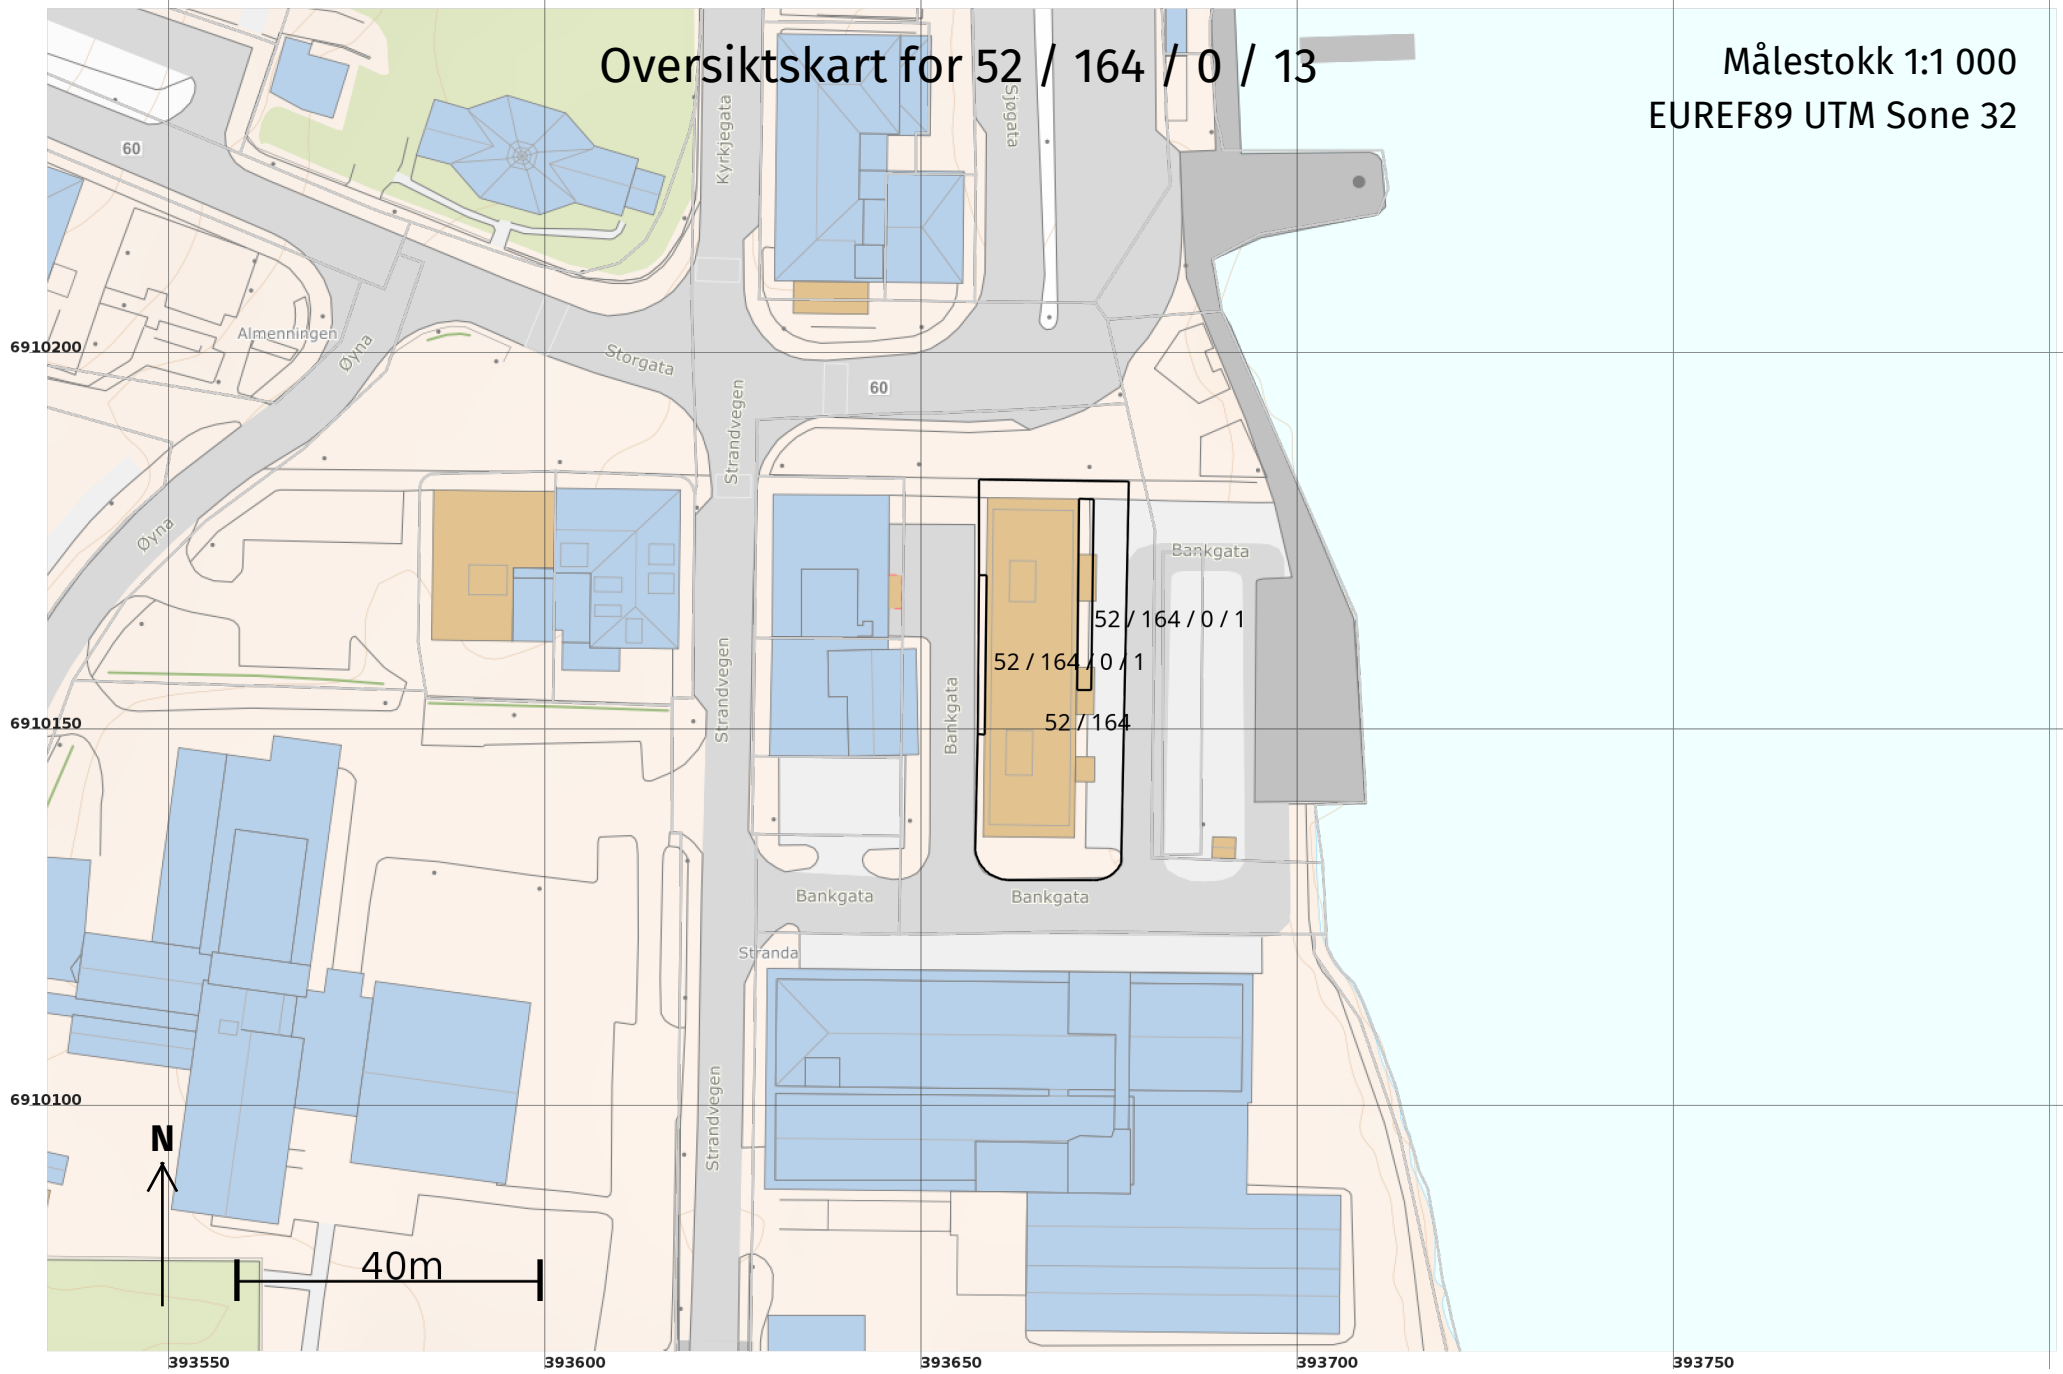 Oversiktskart for 52 / 164 / 0 / 13
Målestokk 1:1 000
EUREF89 UTM Sone 32
Kyrkjegata
Sjøgata
60
Almenningen
Øyna
6910200
Storgata
60
Strandvegen
Øyna
Bankgata
52 / 164 / 0 / 1
52 / 164 / 0 / 1
Strandvegen
Bankgata
52 / 164
6910150
Bankgata
Bankgata
Stranda
6910100
Strandvegen
N
40m
393550
393600
393650
393700
393750